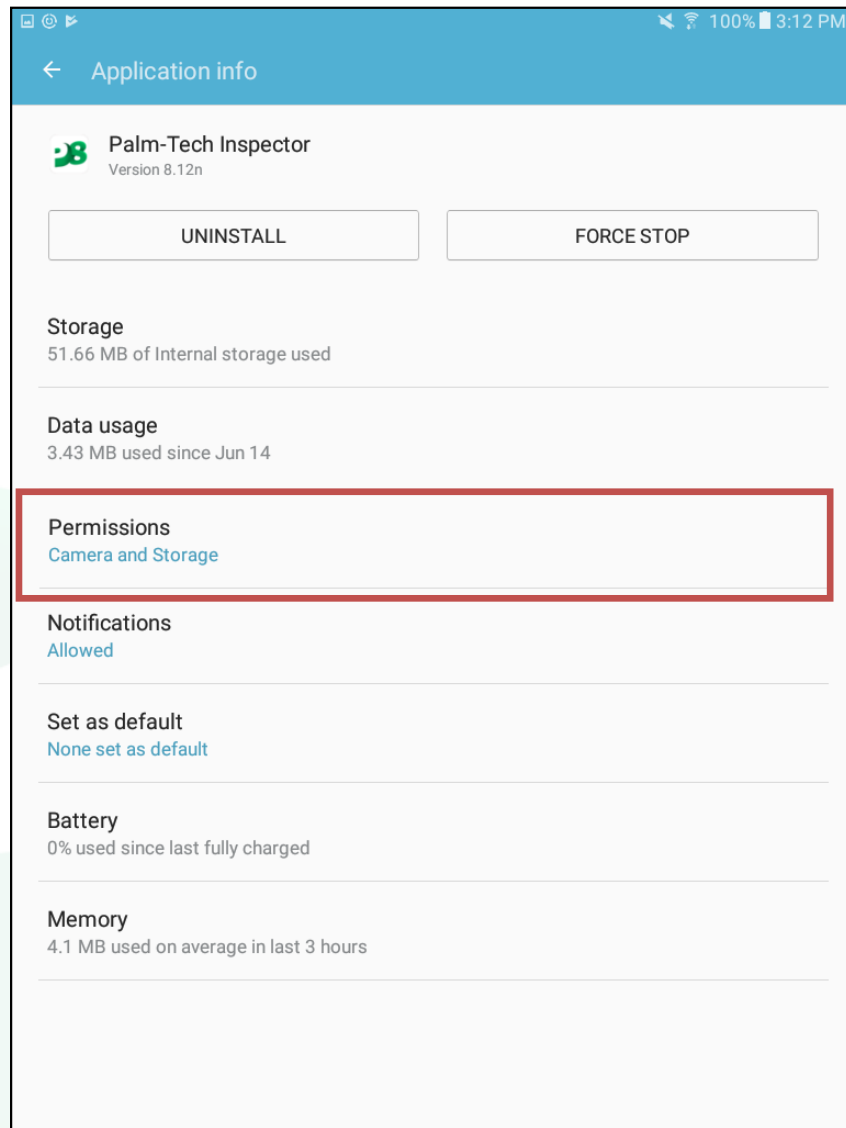 100% 3:12 PM
Application info
Palm-Tech Inspector
Version 8.12n
UNINSTALL FORCE STOP
Storage
51.66 MB of Internal storage used
Data usage
3.43 MB used since Jun 14
Permissions
Camera and Storage
Notifications
Allowed
Set as default
None set as default
Battery
0% used since last fully charged
Memory
4.1 MB used on average in last 3 hours